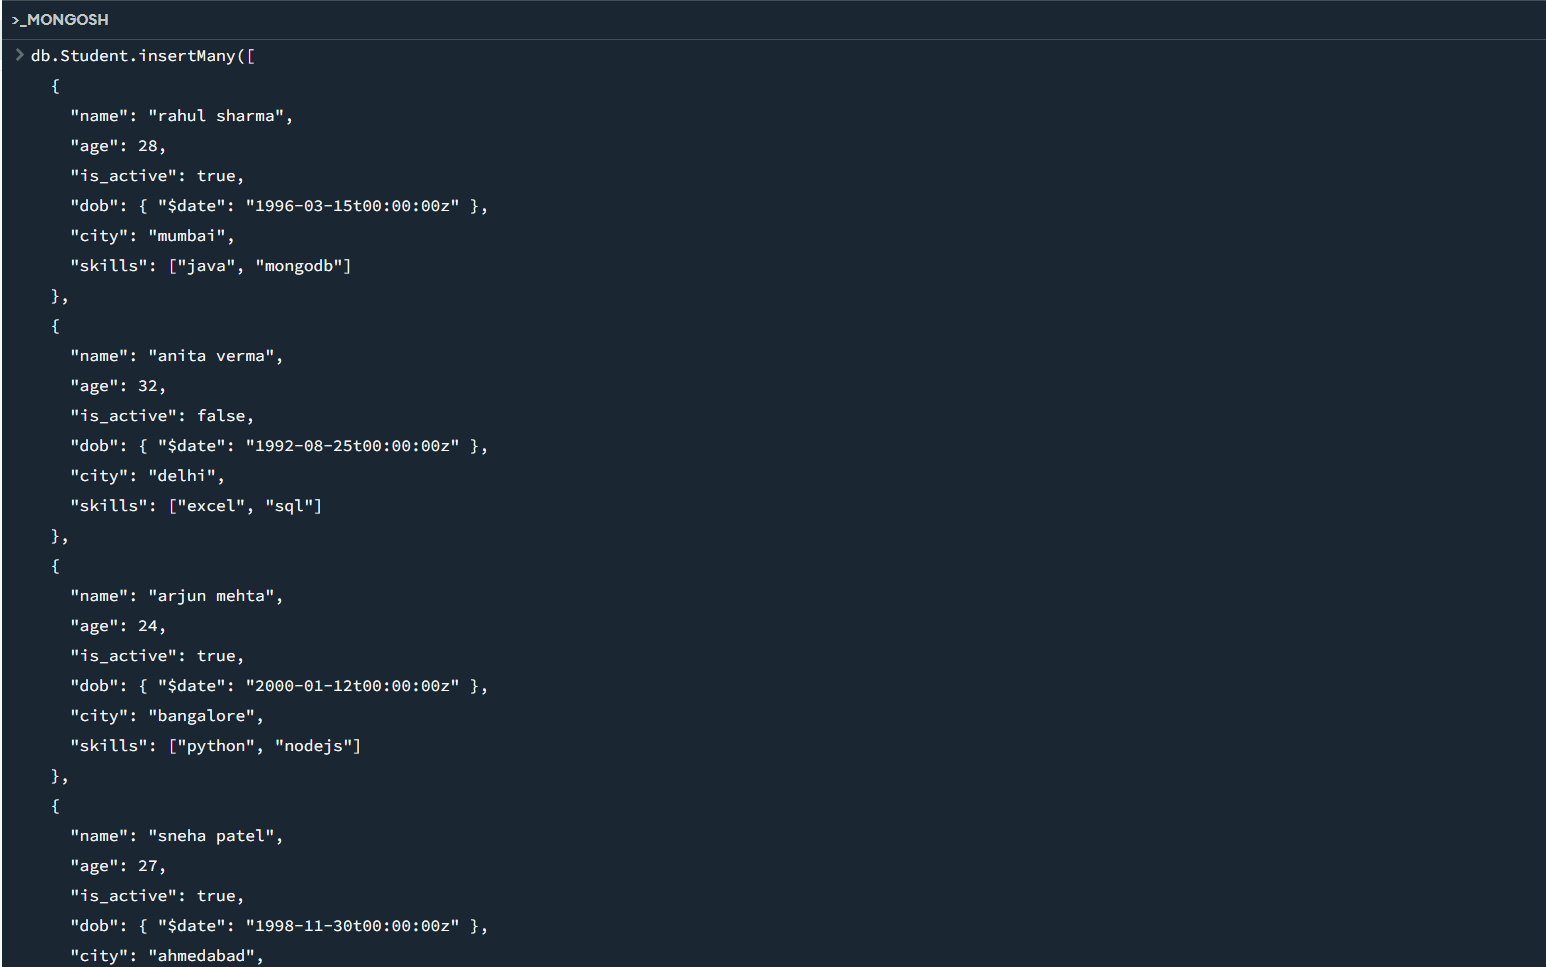 >_MONGOSH
> db.Student.insertMany([
{
"name": "rahul sharma",
"age": 28,
"is_active": true,
"dob": { "$date": "1996-03-15t00:00:00z" },
"city": "mumbai",
"skills": ["java", "mongodb"]
},
{
"name": "anita verma",
"age": 32,
"is_active": false,
"dob": { "$date": "1992-08-25t00:00:00z" },
"city": "delhi",
"skills": ["excel", "sql"]
},
{
"name": "arjun mehta",
"age": 24,
"is_active": true,
"dob": { "$date": "2000-01-12t00:00:00z" },
"city": "bangalore",
"skills": ["python", "nodejs"]
},
{
"name": "sneha patel",
"age": 27,
"is_active": true,
"dob": { "$date": "1998-11-30t00:00:00z" },
"city": "ahmedabad",